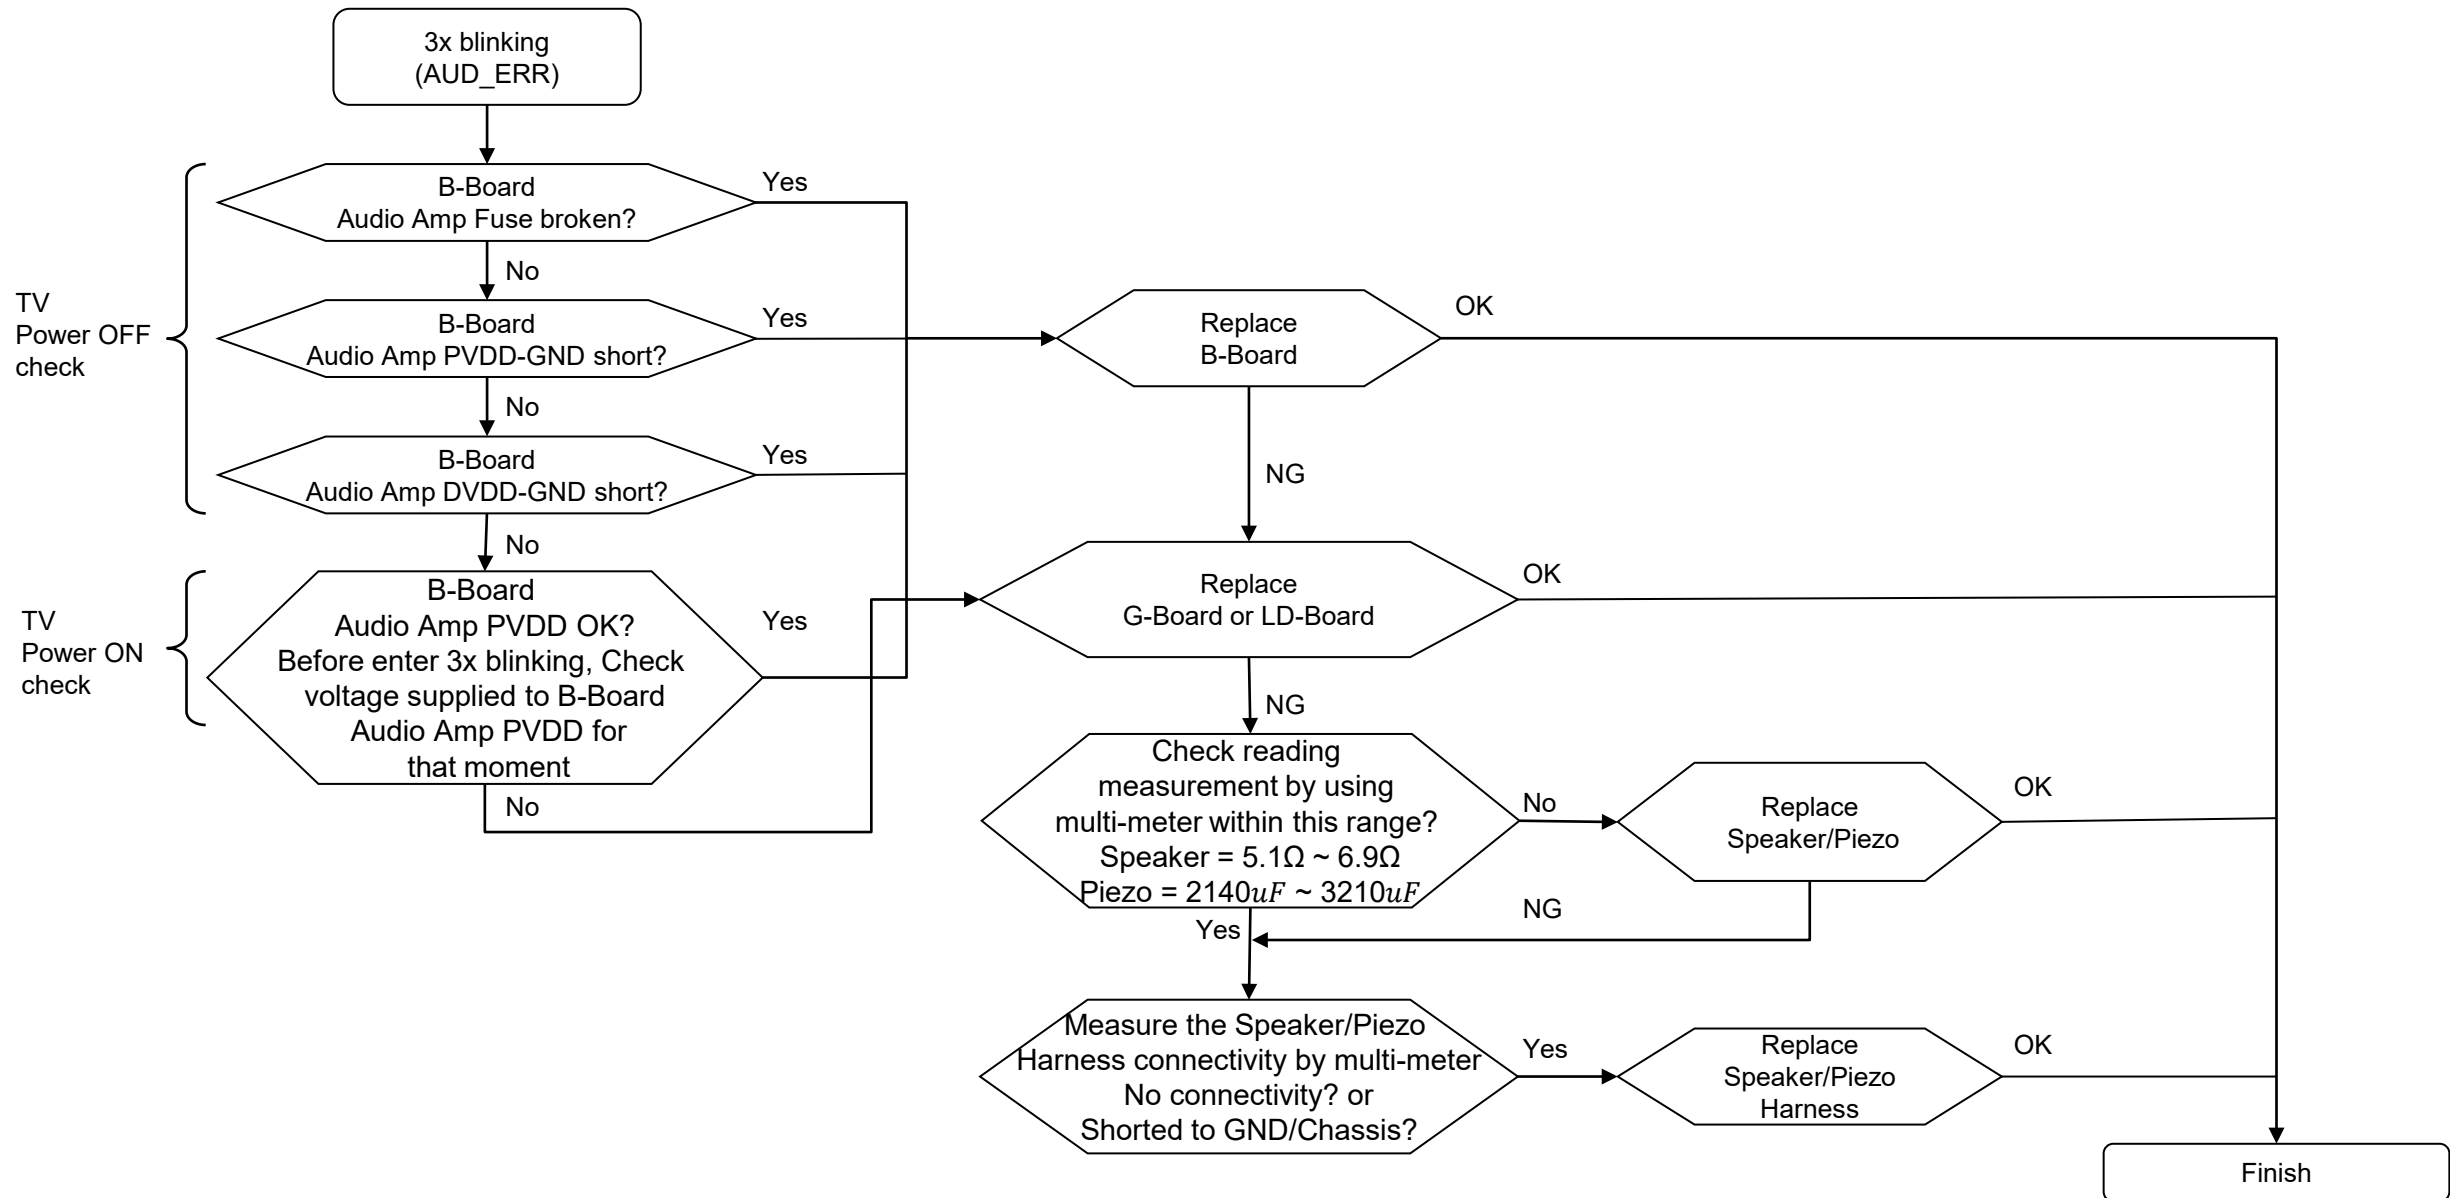 3x blinking
(AUD_ERR)
TV
Power OFF
check
B-Board
Audio Amp Fuse broken?
Yes
No
B-Board
Audio Amp PVDD-GND short?
Yes
No
B-Board
Audio Amp DVDD-GND short?
Yes
No
TV
Power ON
check
B-Board
Audio Amp PVDD OK?
Before enter 3x blinking, Check
voltage supplied to B-Board
Audio Amp PVDD for
that moment
Yes
No
Replace
B-Board
OK
NG
Replace
G-Board or LD-Board
OK
NG
Check reading
measurement by using
multi-meter within this range?
Speaker = 5.1Ω ~ 6.9Ω
Piezo = 2140uF ~ 3210uF
No
Replace
Speaker/Piezo
OK
NG
Yes
Measure the Speaker/Piezo
Harness connectivity by multi-meter
No connectivity? or
Shorted to GND/Chassis?
Yes
Replace
Speaker/Piezo
Harness
OK
Finish